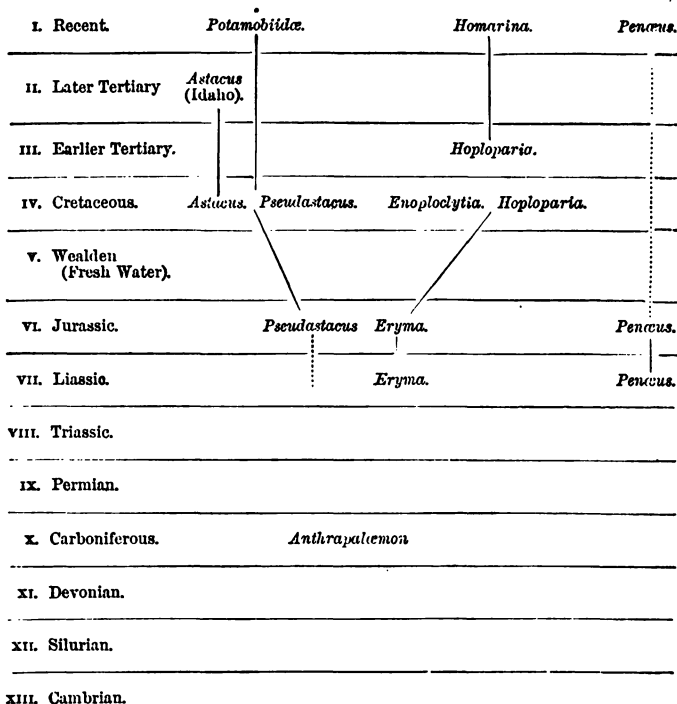 I. Recent. Potamobiidæ. Homarina. Penæus.
II. Later Tertiary Astacus
(Idaho).
III. Earlier Tertiary. Hoploparia.
IV. Cretaceous. Astacus. Pseudastacus. Enoploclytia. Hoploparia.
V. Wealden
(Fresh Water).
VI. Jurassic. Pseudastacus Eryma. Penæus.
VII. Liassic. Eryma. Penæus.
VIII. Triassic.
IX. Permian.
X. Carboniferous. Anthrapalæmon
XI. Devonian.
XII. Silurian.
XIII. Cambrian.